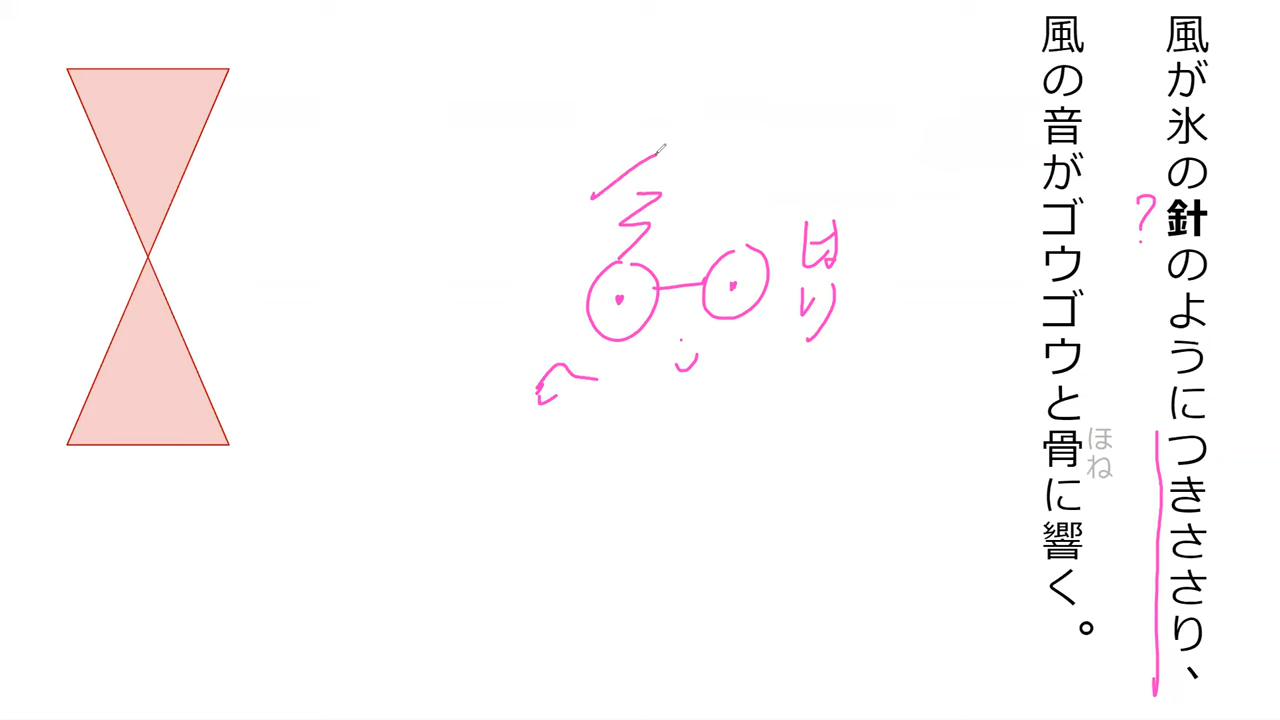 風が氷の針のようにつきささり、
?
風の音がゴウゴウと骨に響く。
ほね
はり